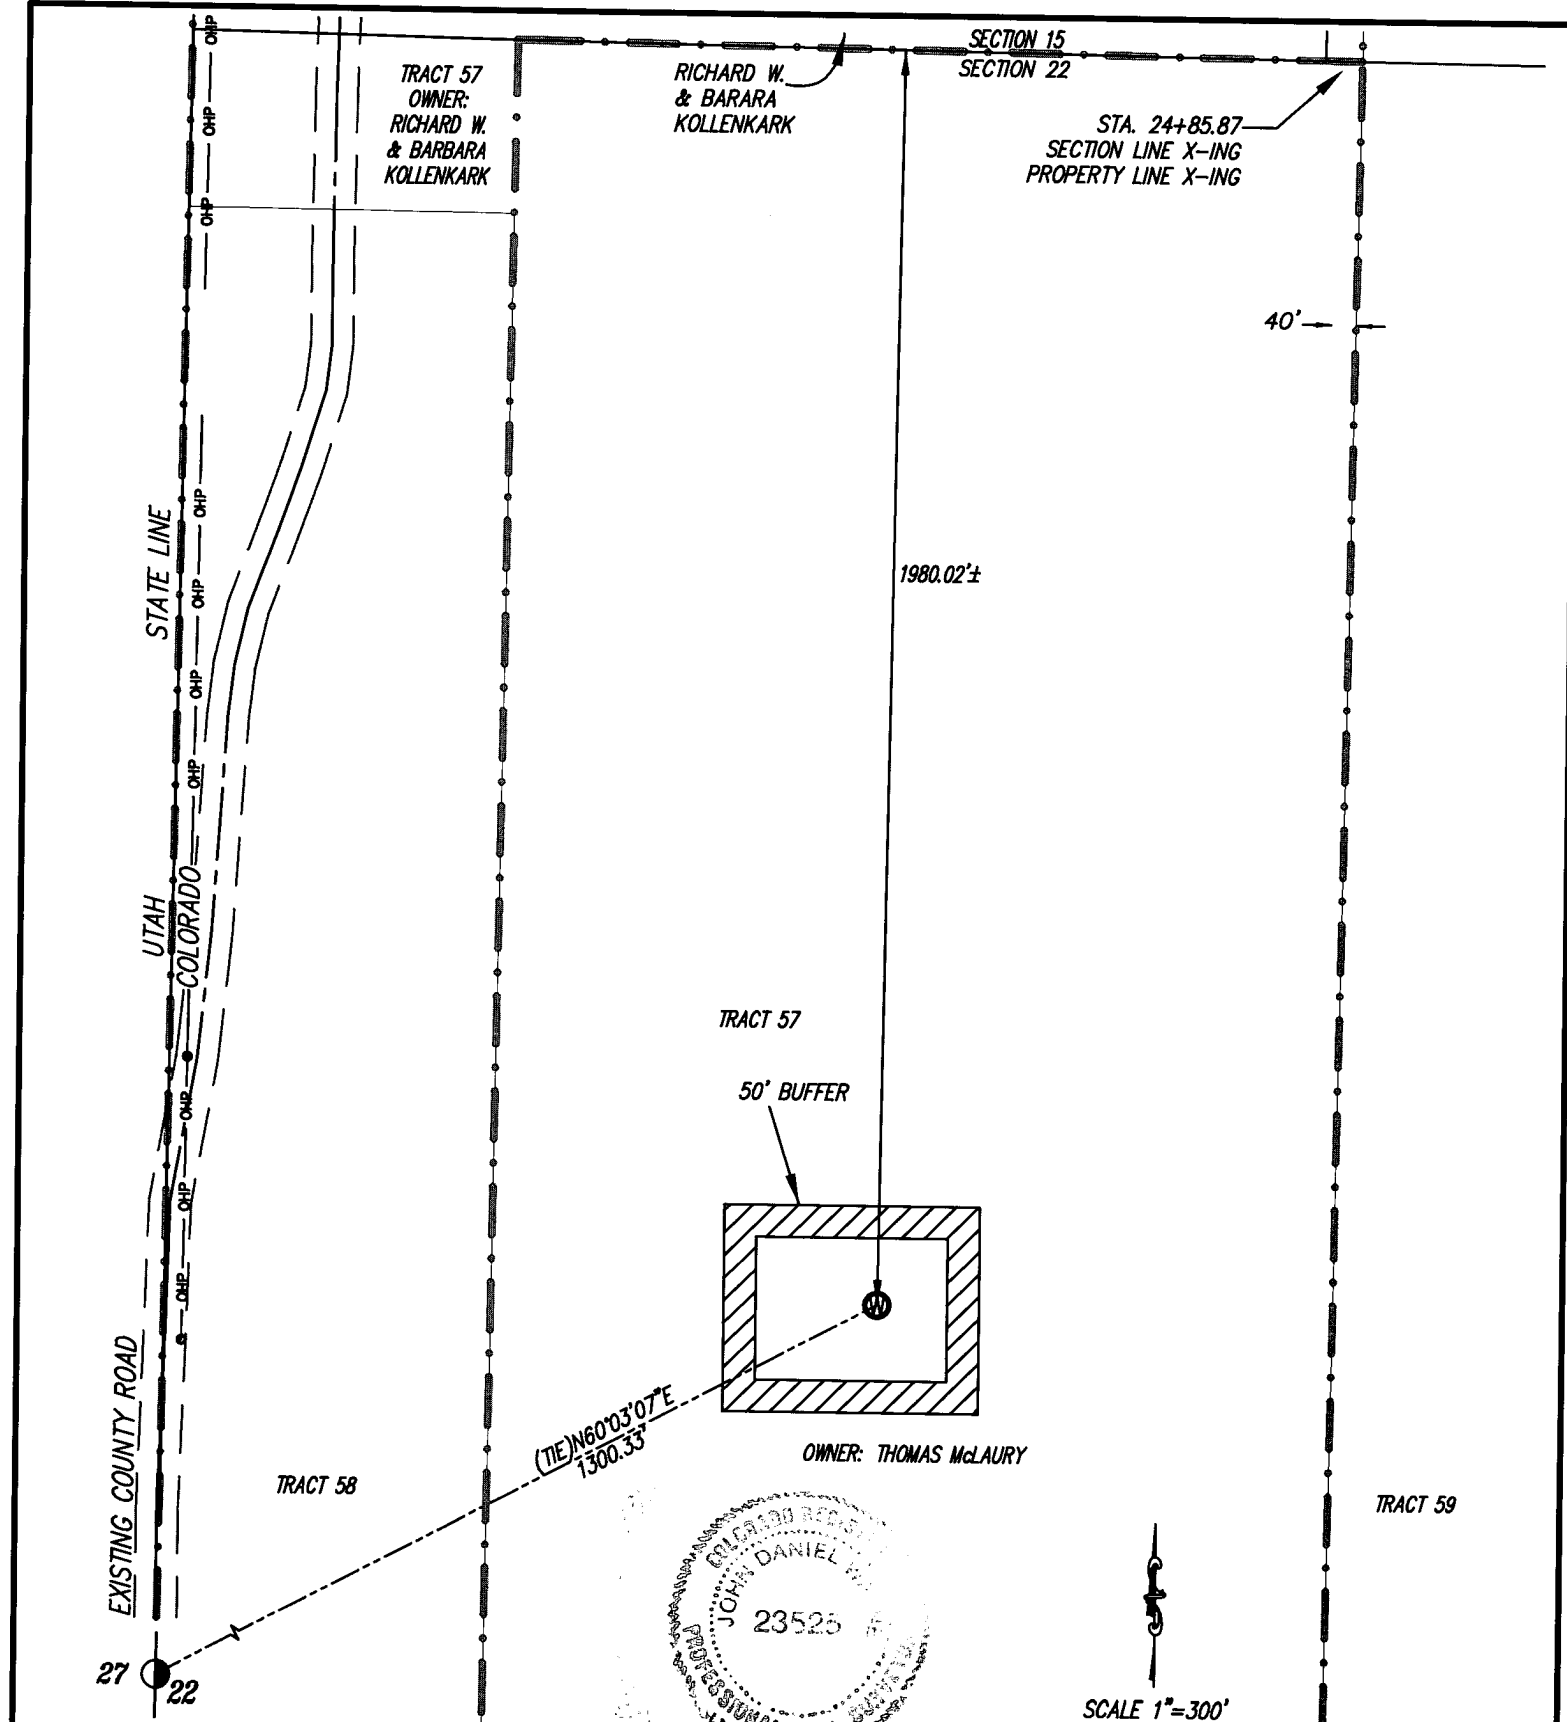 SECTION 15
SECTION 22
TRACT 57
OWNER:
RICHARD W.
& BARBARA
KOLLENKARK
RICHARD W.
& BARARA
KOLLENKARK
STA. 24+85.87
SECTION LINE X-ING
PROPERTY LINE X-ING
OHP
OHP
OHP
40'
OHP
OHP
OHP
OHP
STATE LINE
1980.02'±
UTAH
COLORADO
TRACT 57
50' BUFFER
OHP
OHP
OHP
W
EXISTING COUNTY ROAD
(TIE)N60°03'07"E
1300.33'
OWNER: THOMAS McLAURY
TRACT 58
TRACT 59
COLORADO
JOHN DANIEL
23525
PROFESSIONAL
27
22
SCALE 1"=300'